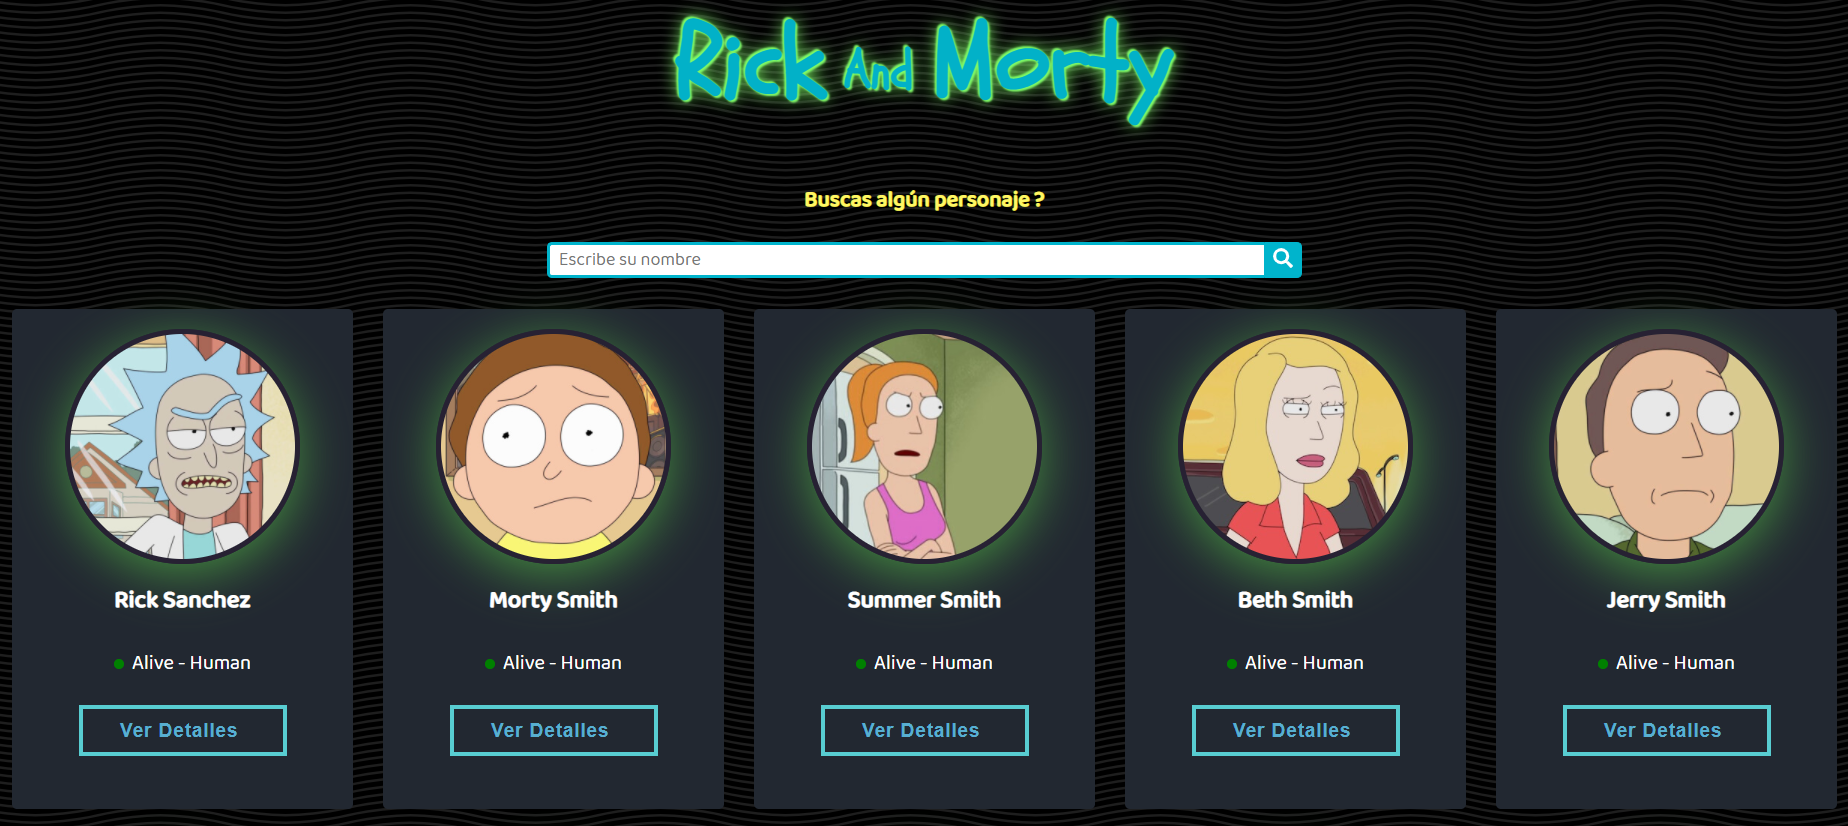 Rick And Morty
Buscas algún personaje ?
Escribe su nombre
Rick Sanchez
Alive - Human
Ver Detalles
Morty Smith
Alive - Human
Ver Detalles
Summer Smith
Alive - Human
Ver Detalles
Beth Smith
Alive - Human
Ver Detalles
Jerry Smith
Alive - Human
Ver Detalles